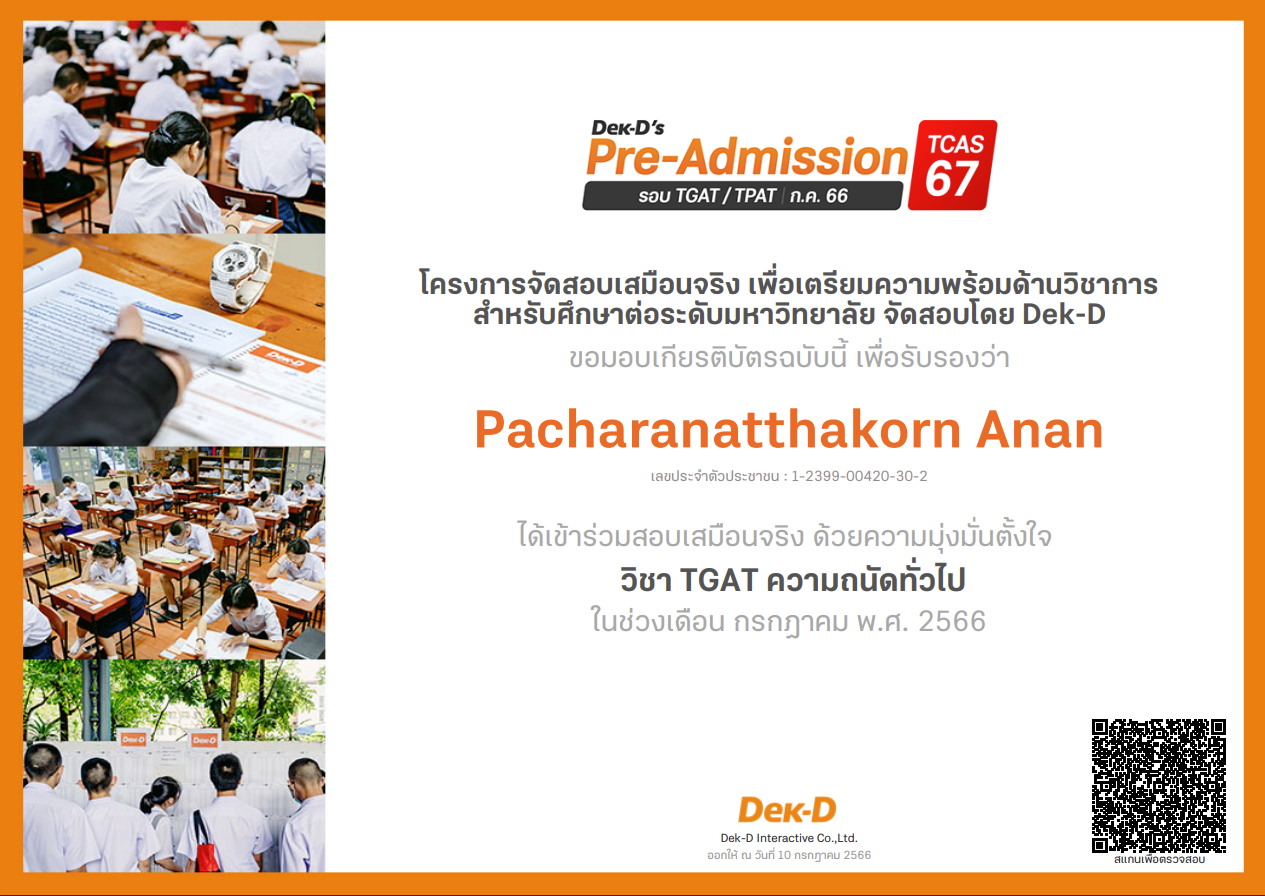 Dek-D's
Pre-Admission
TCAS
67
รอบ TGAT / TPAT | ก.ค. 66
โครงการจัดสอบเสมือนจริง เพื่อเตรียมความพร้อมด้านวิชาการ
สำหรับศึกษาต่อระดับมหาวิทยาลัย จัดสอบโดย Dek-D
ขอมอบเกียรติบัตรฉบับนี้ เพื่อรับรองว่า
Pacharanatthakorn Anan
เลขประจำตัวประชาชน : 1-2399-00420-30-2
ได้เข้าร่วมสอบเสมือนจริง ด้วยความมุ่งมั่นตั้งใจ
วิชา TGAT ความถนัดทั่วไป
ในช่วงเดือน กรกฎาคม พ.ศ. 2566
Dek-D
Dek-D Interactive Co.,Ltd.
ออกให้ ณ วันที่ 10 กรกฎาคม 2566
สแกนเพื่อตรวจสอบ
Dek-D
Dek-D
Dek-D